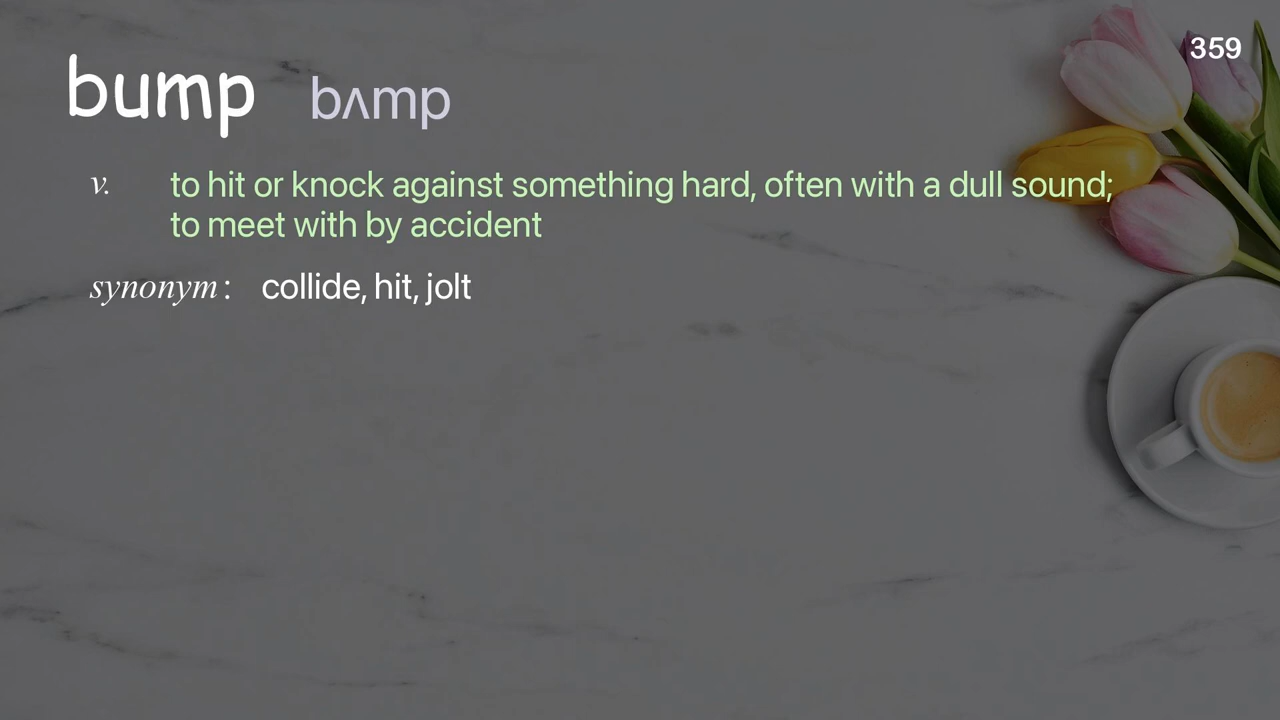 359
bump bʌmp
v. to hit or knock against something hard, often with a dull sound;
to meet with by accident
synonym: collide, hit, jolt